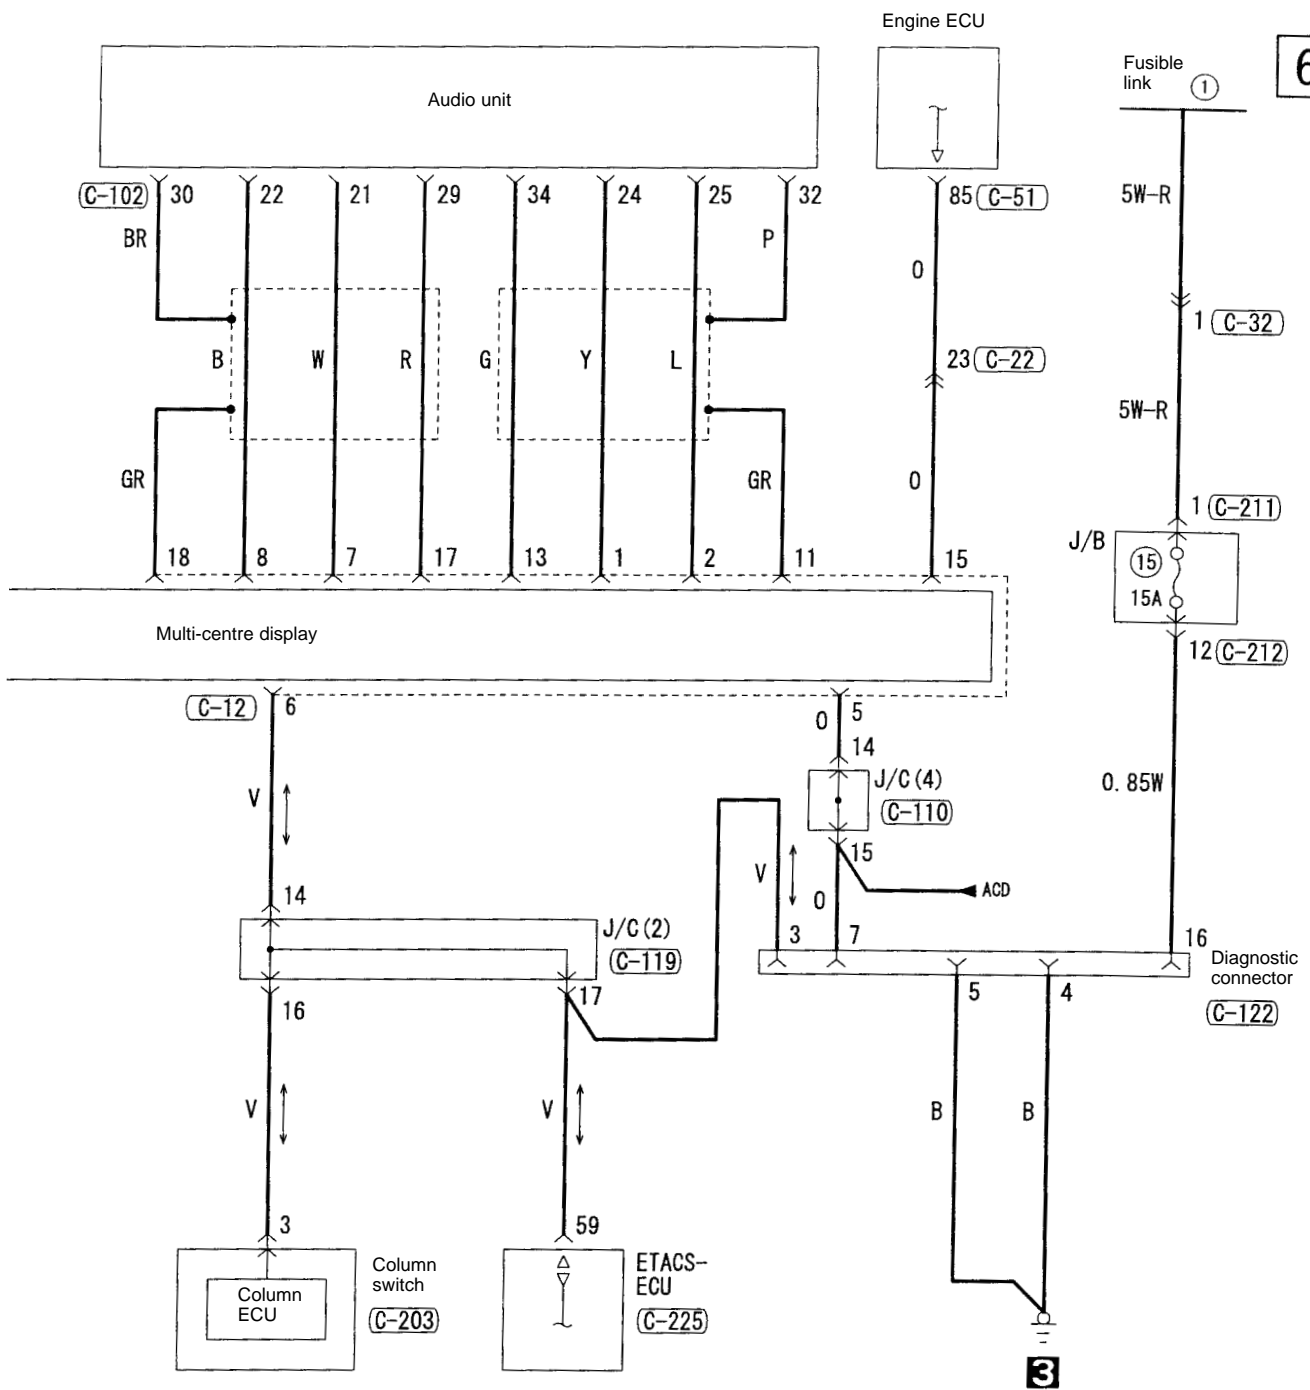 Engine ECU
6
Fusible
link
1
Audio unit
C-102 30 22 21 29 34 24 25 32 85 C-51
5W-R
BR P
O
1 C-32
B W R G Y L 23 C-22
5W-R
GR GR O
1 C-211
J/B
18 8 7 17 13 1 2 11 15
15
15A
Multi-centre display
12 C-212
C-12 6 5
O
14
V J/C(4)
C-110
0.85W
15
V
O ACD
14
J/C(2)
C-119
3 7 16
Diagnostic
connector
C-122
16 17 5 4
V V B B
3 59
Column
switch
C-203
Column
ECU
ETACS-
ECU
C-225
3